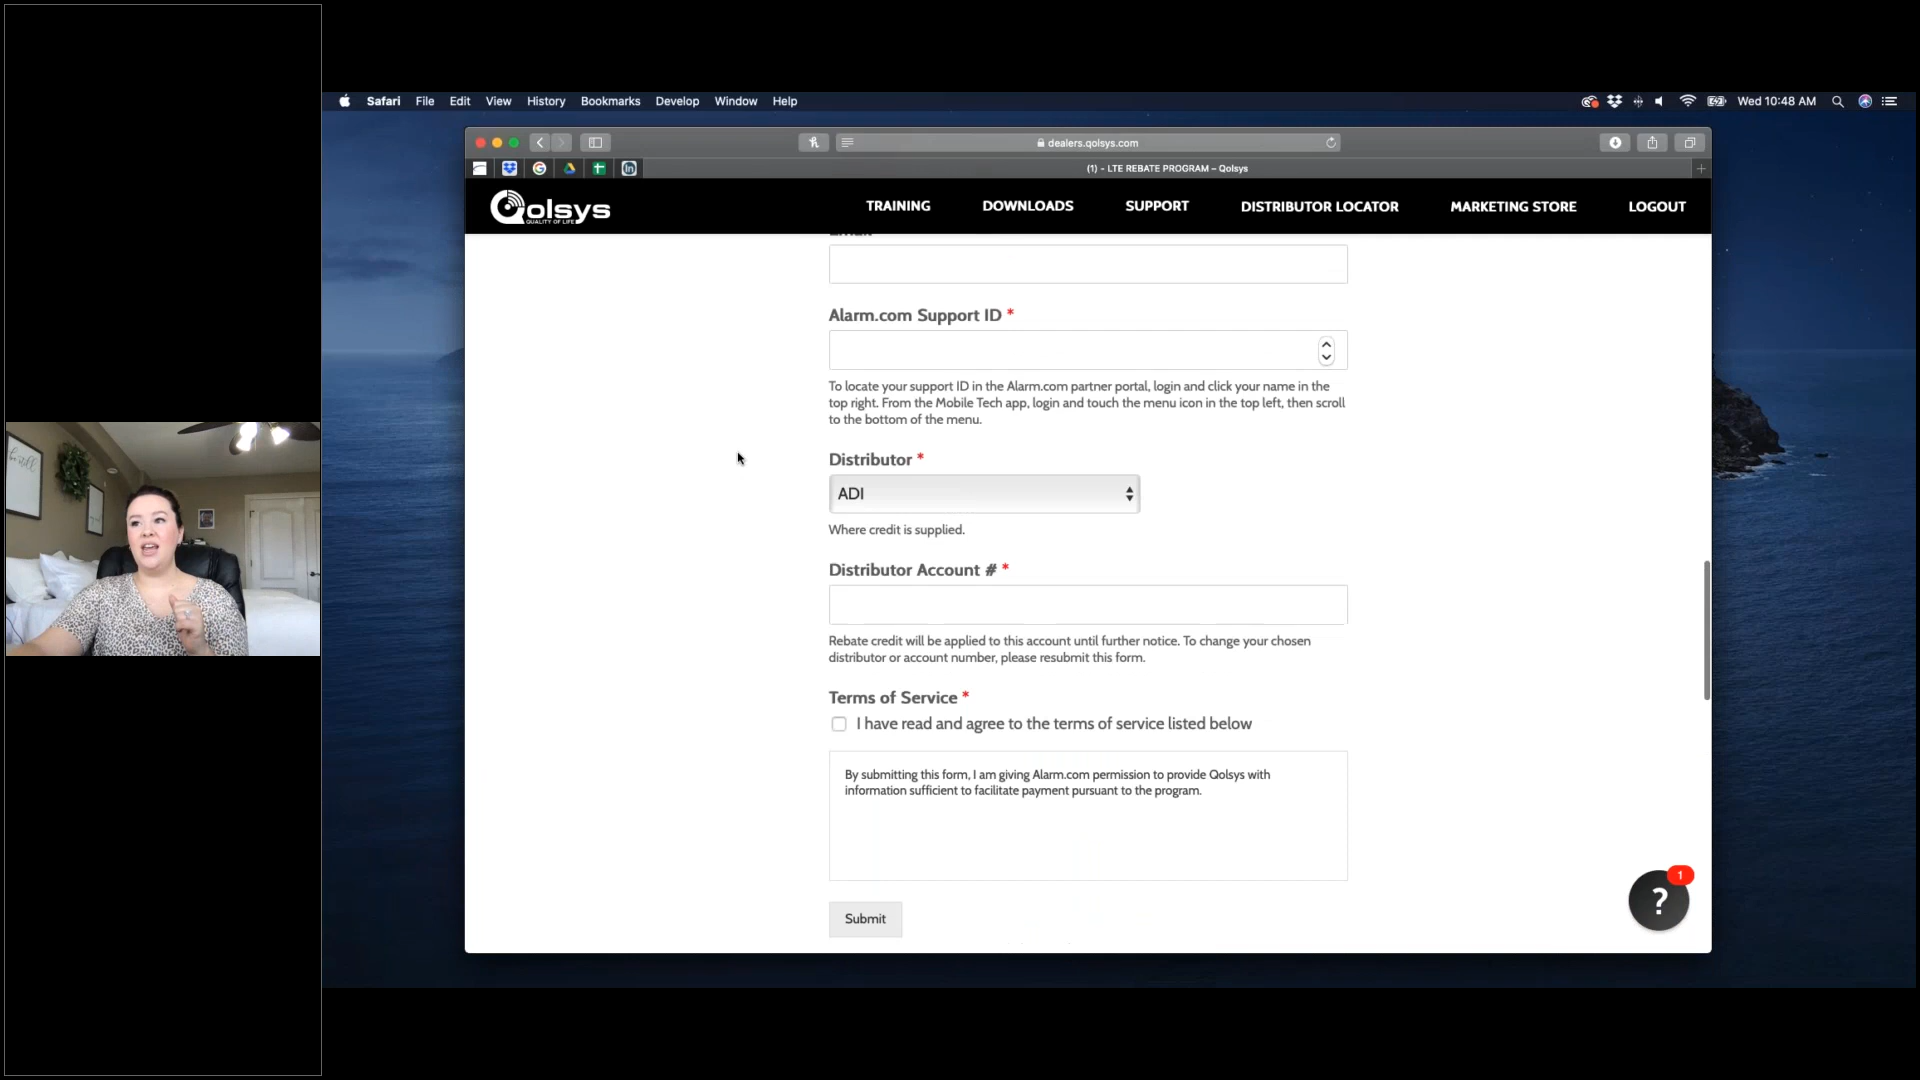 Safari File Edit View History Bookmarks Develop Window Help
Wed 10:48 AM
dealers.qolsys.com
(1) - LTE REBATE PROGRAM – Qolsys
Qolsys
QUALITY OF LIFE
TRAINING DOWNLOADS SUPPORT DISTRIBUTOR LOCATOR MARKETING STORE LOGOUT
Alarm.com Support ID *
To locate your support ID in the Alarm.com partner portal, login and click your name in the
top right. From the Mobile Tech app, login and touch the menu icon in the top left, then scroll
to the bottom of the menu.
Distributor *
ADI
Where credit is supplied.
Distributor Account # *
Rebate credit will be applied to this account until further notice. To change your chosen
distributor or account number, please resubmit this form.
Terms of Service *
I have read and agree to the terms of service listed below
By submitting this form, I am giving Alarm.com permission to provide Qolsys with
information sufficient to facilitate payment pursuant to the program.
Submit
?
1